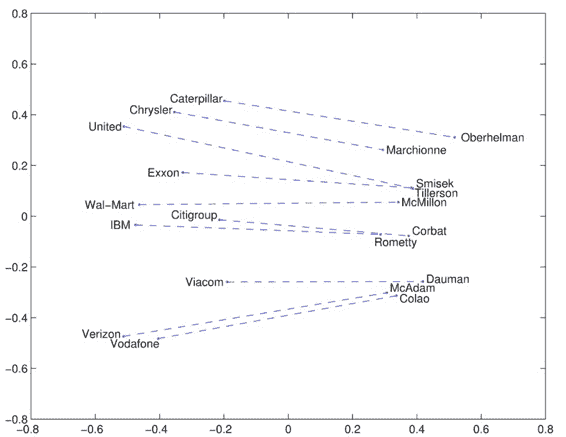 0.8
0.6
0.4
0.2
0
−0.2
−0.4
−0.6
−0.8
Caterpillar
Chrysler
United
Oberhelman
Marchionne
Exxon
Smisek
Tillerson
Wal−Mart
McMillon
Citigroup
IBM
Corbat
Rometty
Viacom
Dauman
McAdam
Colao
Verizon
Vodafone
−0.8
−0.6
−0.4
−0.2
0
0.2
0.4
0.6
0.8